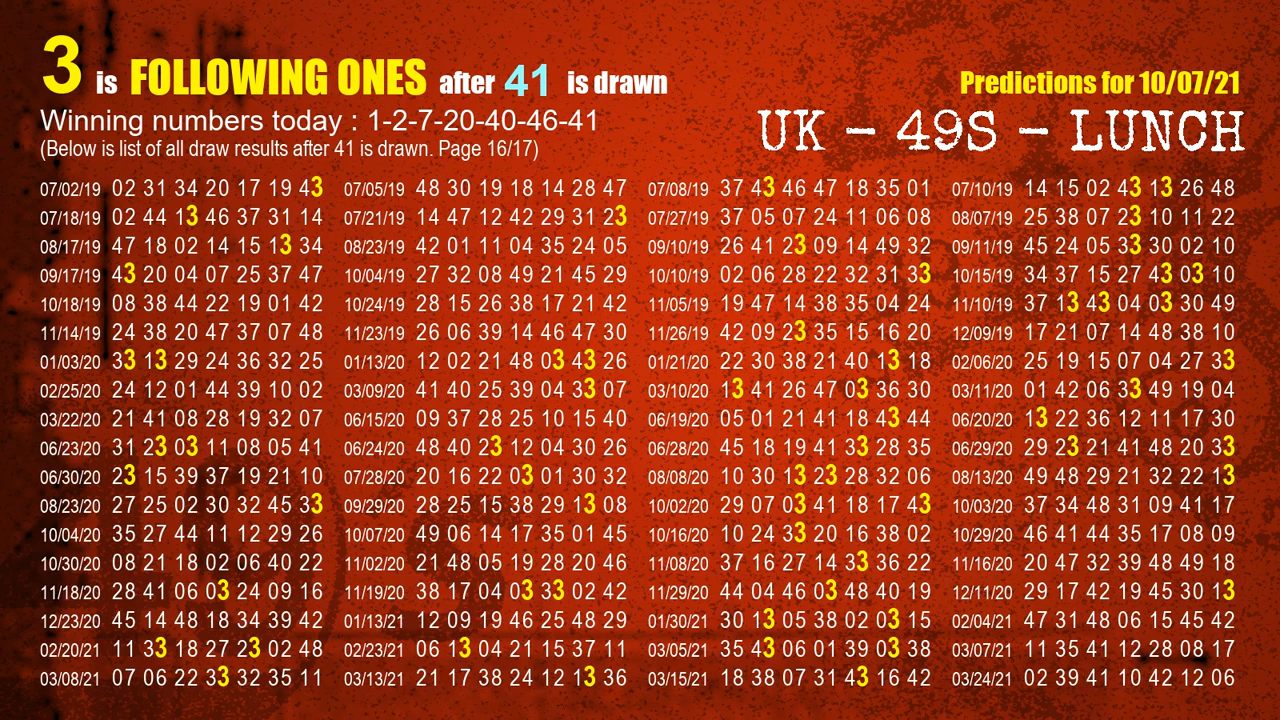 3 is FOLLOWING ONES after 41 is drawn
Predictions for 10/07/21
Winning numbers today : 1-2-7-20-40-46-41
UK - 49S - LUNCH
(Below is list of all draw results after 41 is drawn. Page 16/17)
07/02/19 02 31 34 20 17 19 43 07/05/19 48 30 19 18 14 28 47 07/08/19 37 43 46 47 18 35 01 07/10/19 14 15 02 43 13 26 48
07/18/19 02 44 13 46 37 31 14 07/21/19 14 47 12 42 29 31 23 07/27/19 37 05 07 24 11 06 08 08/07/19 25 38 07 23 10 11 22
08/17/19 47 18 02 14 15 13 34 08/23/19 42 01 11 04 35 24 05 09/10/19 26 41 23 09 14 49 32 09/11/19 45 24 05 33 30 02 10
09/17/19 43 20 04 07 25 37 47 10/04/19 27 32 08 49 21 45 29 10/10/19 02 06 28 22 32 31 33 10/15/19 34 37 15 27 43 03 10
10/18/19 08 38 44 22 19 01 42 10/24/19 28 15 26 38 17 21 42 11/05/19 19 47 14 38 35 04 24 11/10/19 37 13 43 04 03 30 49
11/14/19 24 38 20 47 37 07 48 11/23/19 26 06 39 14 46 47 30 11/26/19 42 09 23 35 15 16 20 12/09/19 17 21 07 14 48 38 10
01/03/20 33 13 29 24 36 32 25 01/13/20 12 02 21 48 03 43 26 01/21/20 22 30 38 21 40 13 18 02/06/20 25 19 15 07 04 27 33
02/25/20 24 12 01 44 39 10 02 03/09/20 41 40 25 39 04 33 07 03/10/20 13 41 26 47 03 36 30 03/11/20 01 42 06 33 49 19 04
03/22/20 21 41 08 28 19 32 07 06/15/20 09 37 28 25 10 15 40 06/19/20 05 01 21 41 18 43 44 06/20/20 13 22 36 12 11 17 30
06/23/20 31 23 03 11 08 05 41 06/24/20 48 40 23 12 04 30 26 06/28/20 45 18 19 41 33 28 35 06/29/20 29 23 21 41 48 20 33
06/30/20 23 15 39 37 19 21 10 07/28/20 20 16 22 03 01 30 32 08/08/20 10 30 13 23 28 32 06 08/13/20 49 48 29 21 32 22 13
08/23/20 27 25 02 30 32 45 33 09/29/20 28 25 15 38 29 13 08 10/02/20 29 07 03 41 18 17 43 10/03/20 37 34 48 31 09 41 17
10/04/20 35 27 44 11 12 29 26 10/07/20 49 06 14 17 35 01 45 10/16/20 10 24 33 20 16 38 02 10/29/20 46 41 44 35 17 08 09
10/30/20 08 21 18 02 06 40 22 11/02/20 21 48 05 19 28 20 46 11/08/20 37 16 27 14 33 36 22 11/16/20 20 47 32 39 48 49 18
11/18/20 28 41 06 03 24 09 16 11/19/20 38 17 04 03 33 02 42 11/29/20 44 04 46 03 48 40 19 12/11/20 29 17 42 19 45 30 13
12/23/20 45 14 48 18 34 39 42 01/13/21 12 09 19 46 25 48 29 01/30/21 30 13 05 38 02 03 15 02/04/21 47 31 48 06 15 45 42
02/20/21 11 33 18 27 23 02 48 02/23/21 06 13 04 21 15 37 11 03/05/21 35 43 06 01 39 03 38 03/07/21 11 35 41 12 28 08 17
03/08/21 07 06 22 33 32 35 11 03/13/21 21 17 38 24 12 13 36 03/15/21 18 38 07 31 43 16 42 03/24/21 02 39 41 10 42 12 06